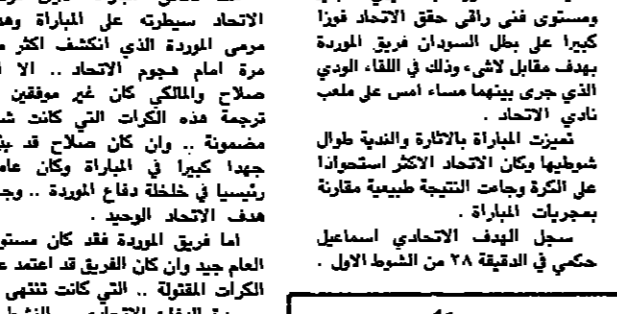 ومستوى فنى راقى حقق الاتحاد فوزا
كبيرا على بطل السودان فريق الموردة
بهدف مقابل لاشىء وذلك في اللقاء الودي
الذي جرى بينهما مساء امس على ملعب
نادي الاتحاد .
تميزت المباراة بالاثارة والندية طوال
شوطيها وكان الاتحاد الاكثر استحواذا
على الكرة وجاءت النتيجة طبيعية مقارنة
بمجريات المباراة .
سجل الهدف الاتحادي اسماعيل
حكمي في الدقيقة ٢٨ من الشوط الاول .
الاتحاد سيطرته على المباراة
مرمى الموردة الذي انكشف اكثر
مرة امام هجوم الاتحاد .. الا
صلاح والمالكي كان غير موفقين
ترجمة هذه الكرات التي كانت
مضمونة .. وان كان صلاح قد
جهدا كبيرا في المباراة وكان
رئيسيا في خلخلة دفاع الموردة ..
هدف الاتحاد الوحيد .
اما فريق الموردة فقد كان
العام جيد وان كان الفريق قد اعتمد
الكرات المقتولة .. التي كانت تنتهى